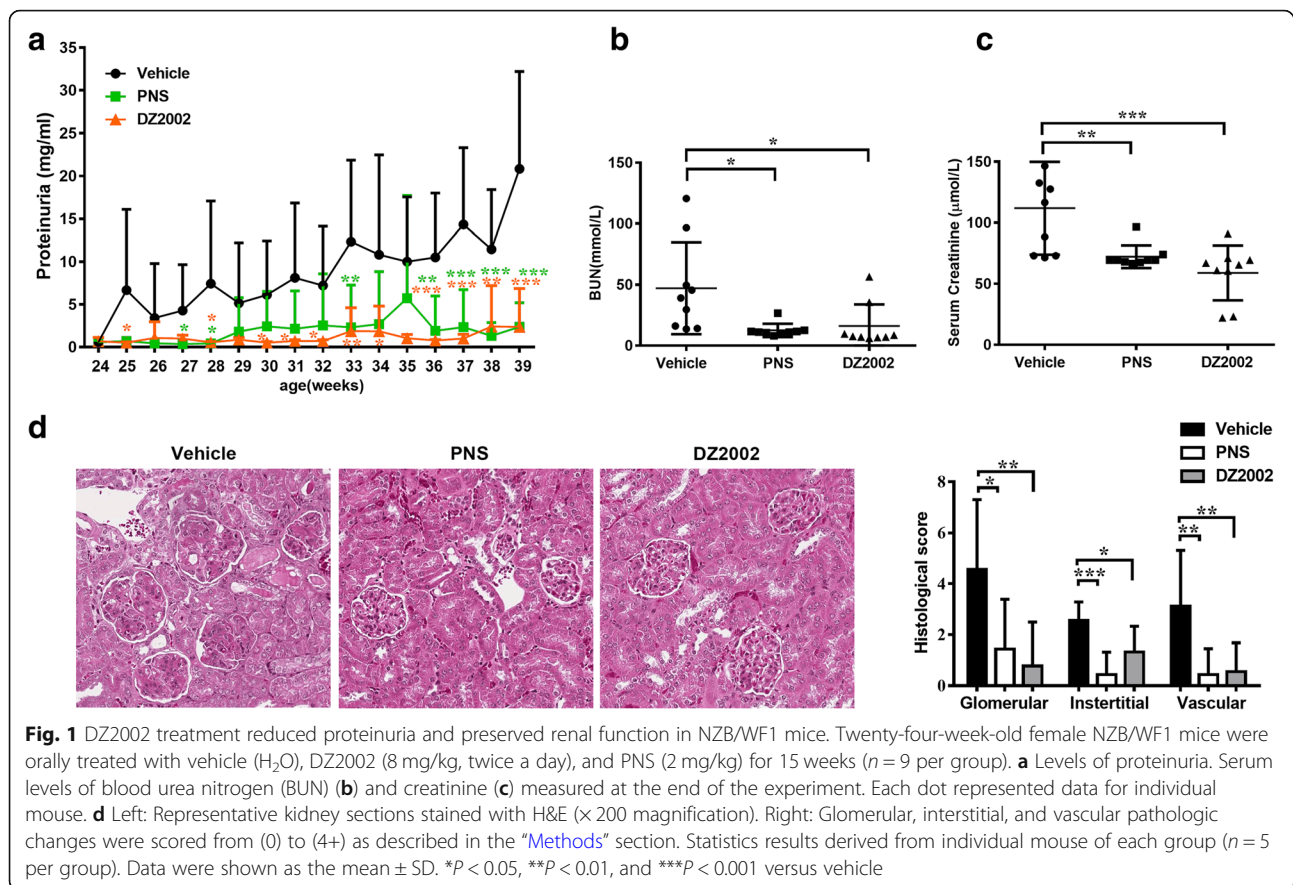 a
35
30
25
20
15
10
5
0
Proteinuria (mg/ml)
Vehicle
PNS
DZ2002
* * * * * * * ** ** * ** *** *** *** *** ** *** ***
24 25 26 27 28 29 30 31 32 33 34 35 36 37 38 39
age(weeks)
b
*
*
150
100
50
0
BUN(mmol/L)
Vehicle PNS DZ2002
c
***
**
150
100
50
0
Serum Creatinine (μmol/L)
Vehicle PNS DZ2002
d
Vehicle PNS DZ2002
Vehicle
PNS
DZ2002
8
6
4
2
0
Histological score
** * * *** ** **
Glomerular Instertitial Vascular
Fig. 1 DZ2002 treatment reduced proteinuria and preserved renal function in NZB/WF1 mice. Twenty-four-week-old female NZB/WF1 mice were
orally treated with vehicle (H₂O), DZ2002 (8 mg/kg, twice a day), and PNS (2 mg/kg) for 15 weeks (n = 9 per group). a Levels of proteinuria. Serum
levels of blood urea nitrogen (BUN) (b) and creatinine (c) measured at the end of the experiment. Each dot represented data for individual
mouse. d Left: Representative kidney sections stained with H&E (× 200 magnification). Right: Glomerular, interstitial, and vascular pathologic
changes were scored from (0) to (4+) as described in the “Methods” section. Statistics results derived from individual mouse of each group (n = 5
per group). Data were shown as the mean ± SD. *P < 0.05, **P < 0.01, and ***P < 0.001 versus vehicle